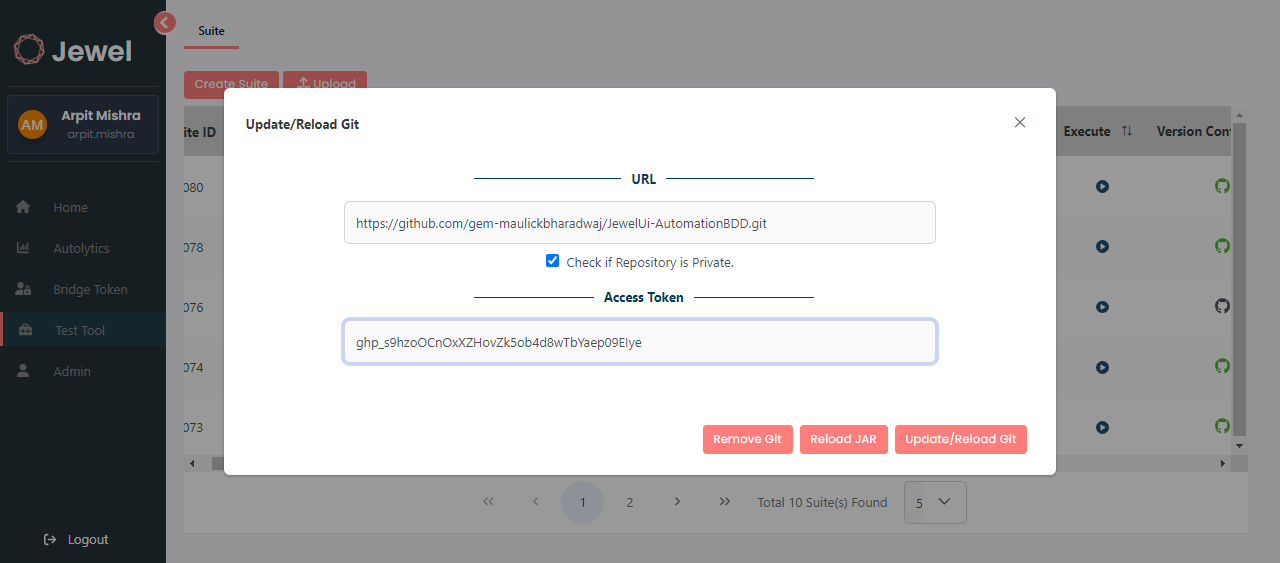 Jewel
Arpit Mishra
AM
arpit.mishra
Home
Autolytics
Bridge Token
Test Tool
Admin
Logout
Suite
Create Suite
Upload
ite ID
Execute
Version Con
080
078
076
074
073
Update/Reload Git
URL
https://github.com/gem-maulickbharadwaj/JewelUi-AutomationBDD.git
Check if Repository is Private.
Access Token
Remove Git
Reload JAR
Update/Reload Git
1
2
Total 10 Suite(s) Found
5